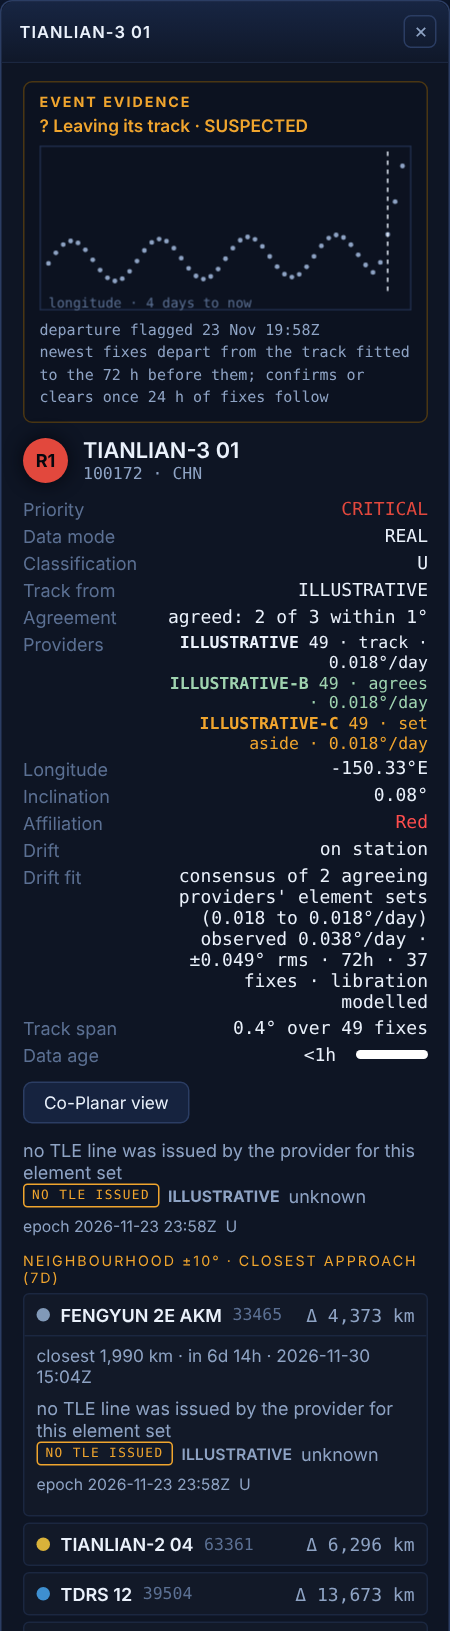 TIANLIAN-3 01
×
EVENT EVIDENCE
? Leaving its track · SUSPECTED
longitude · 4 days to now
departure flagged 23 Nov 19:58Z
newest fixes depart from the track fitted
to the 72 h before them; confirms or
clears once 24 h of fixes follow
R1
TIANLIAN-3 01
100172 · CHN
Priority CRITICAL
Data mode REAL
Classification U
Track from ILLUSTRATIVE
Agreement agreed: 2 of 3 within 1°
Providers ILLUSTRATIVE 49 · track ·
0.018°/day
ILLUSTRATIVE-B 49 · agrees
· 0.018°/day
ILLUSTRATIVE-C 49 · set
aside · 0.018°/day
Longitude -150.33°E
Inclination 0.08°
Affiliation Red
Drift on station
Drift fit consensus of 2 agreeing
providers' element sets
(0.018 to 0.018°/day)
observed 0.038°/day ·
±0.049° rms · 72h · 37
fixes · libration
modelled
Track span 0.4° over 49 fixes
Data age <1h
Co-Planar view
no TLE line was issued by the provider for this
element set
NO TLE ISSUED ILLUSTRATIVE unknown
epoch 2026-11-23 23:58Z U
NEIGHBOURHOOD ±10° · CLOSEST APPROACH
(7D)
FENGYUN 2E AKM 33465 Δ 4,373 km
closest 1,990 km · in 6d 14h · 2026-11-30
15:04Z
no TLE line was issued by the provider for
this element set
NO TLE ISSUED ILLUSTRATIVE unknown
epoch 2026-11-23 23:58Z U
TIANLIAN-2 04 63361 Δ 6,296 km
TDRS 12 39504 Δ 13,673 km